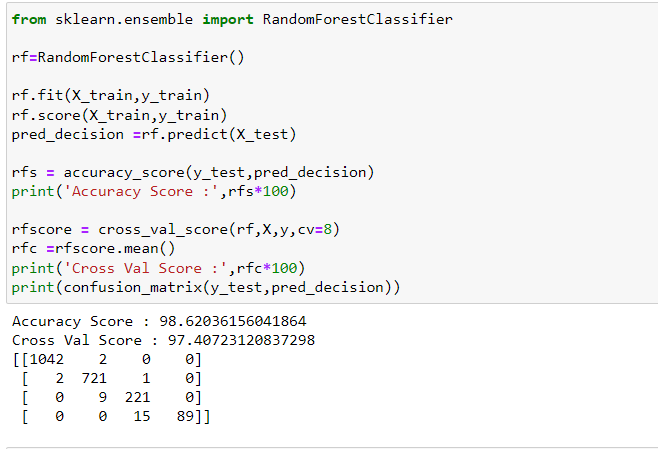 from sklearn.ensemble import RandomForestClassifier
rf=RandomForestClassifier()
rf.fit(X_train,y_train)
rf.score(X_train,y_train)
pred_decision =rf.predict(X_test)
rfs = accuracy_score(y_test,pred_decision)
print('Accuracy Score :',rfs*100)
rfscore = cross_val_score(rf,X,y,cv=8)
rfc =rfscore.mean()
print('Cross Val Score :',rfc*100)
print(confusion_matrix(y_test,pred_decision))
Accuracy Score : 98.62036156041864
Cross Val Score : 97.40723120837298
[[1042    2    0    0]
 [   2  721    1    0]
 [   0    9  221    0]
 [   0    0   15   89]]